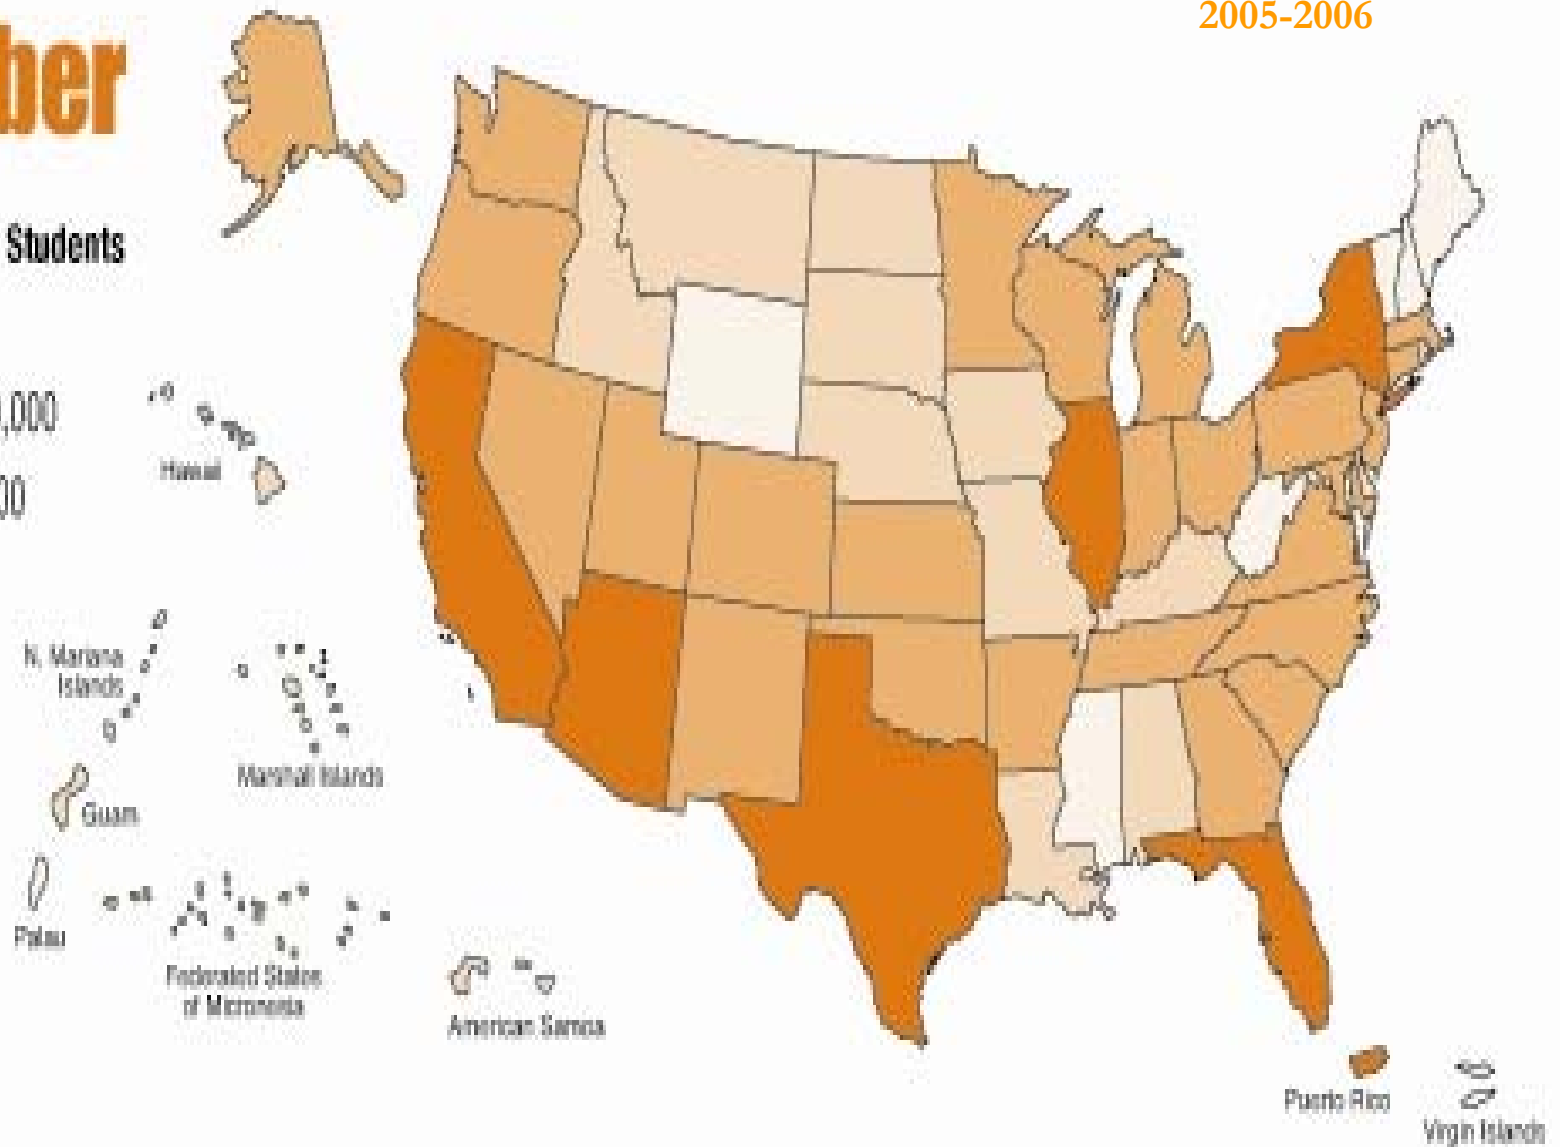 2005-2006
ber
Students
,000
00
Hawaii
N. Mariana
Islands
Marshall Islands
Guam
Palau
Federated States
of Micronesia
American Samoa
Puerto Rico
Virgin Islands